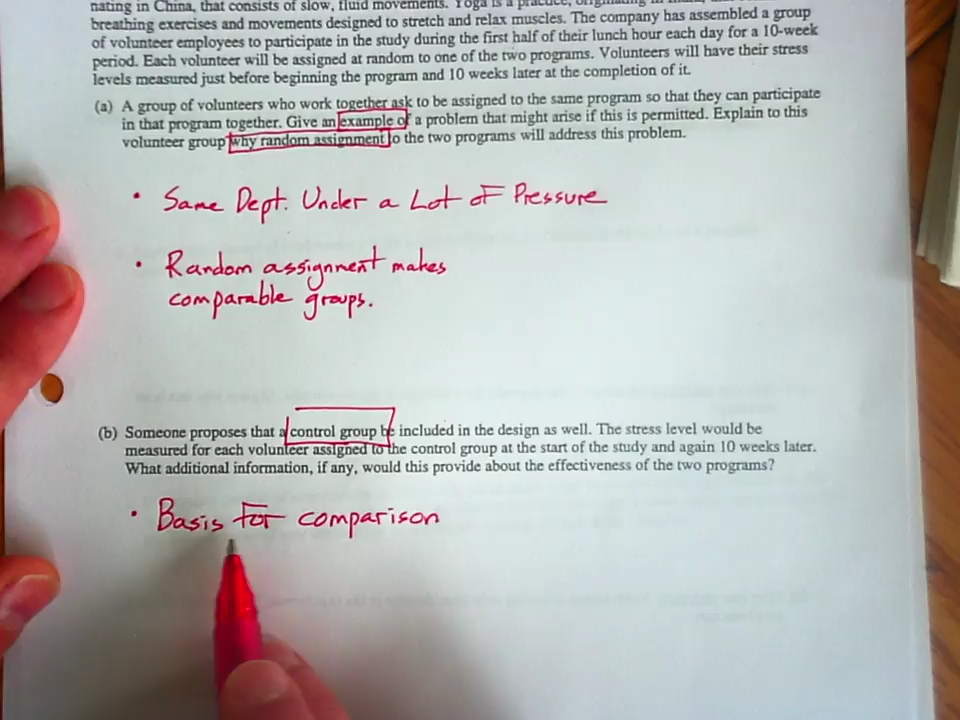 nating in China, that consists of slow, fluid movements. Yoga is a practice, originating in
breathing exercises and movements designed to stretch and relax muscles. The company has assembled a group
of volunteer employees to participate in the study during the first half of their lunch hour each day for a 10-week
period. Each volunteer will be assigned at random to one of the two programs. Volunteers will have their stress
levels measured just before beginning the program and 10 weeks later at the completion of it.
(a) A group of volunteers who work together ask to be assigned to the same program so that they can participate
in that program together. Give an example of a problem that might arise if this is permitted. Explain to this
volunteer group why random assignment to the two programs will address this problem.
• Same Dept. Under a Lot of Pressure
• Random assignment makes
comparable groups.
(b) Someone proposes that a control group be included in the design as well. The stress level would be
measured for each volunteer assigned to the control group at the start of the study and again 10 weeks later.
What additional information, if any, would this provide about the effectiveness of the two programs?
• Basis for comparison